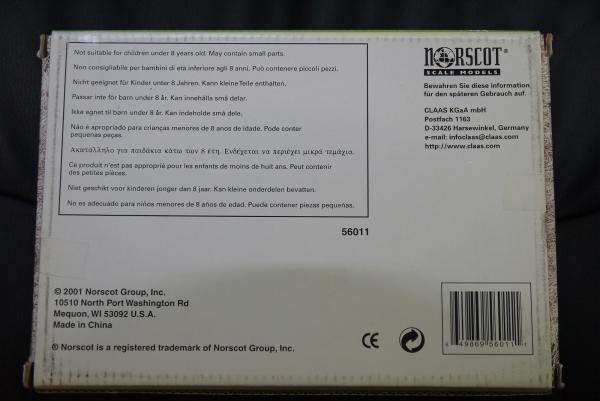 Not suitable for children under 8 years old. May contain small parts.
Non consigliabile per bambini di età inferiore agli 8 anni. Può contenere piccoli pezzi.
Nicht geeignet für Kinder unter 8 Jahren. Kann kleine Teile enthalten.
Passar inte för barn under 8 år. Kan innehålla små delar.
Ikke egnet til børn under 8 år. Kan indeholde små dele.
Não é apropriado para crianças menores de 8 anos de idade. Pode conter
pequenas peças.
Ακατάλληλο για παιδάκια κάτω των 8 έτη. Ενδέχεται να περιέχει μικρά τεμάχια.
Ce produit n'est pas approprié pour les enfants de moins de huit ans. Peut contenir
des petites pièces.
Niet geschikt voor kinderen jonger dan 8 jaar. Kan kleine onderdelen bevatten.
No es adecuado para niños menores de 8 años de edad. Puede contener piezas pequeñas.
NORSCOT®
SCALE MODELS
Bewahren Sie diese information
für den späteren Gebrauch auf.
CLAAS KGaA mbH
Postfach 1163
D-33426 Harsewinkel, Germany
e-mail: infoclaas@claas.com
http://www.claas.com
56011
© 2001 Norscot Group, Inc.
10510 North Port Washington Rd
Mequon, WI 53092 U.S.A.
Made in China
® Norscot is a registered trademark of Norscot Group, Inc.
CE
49869 56011